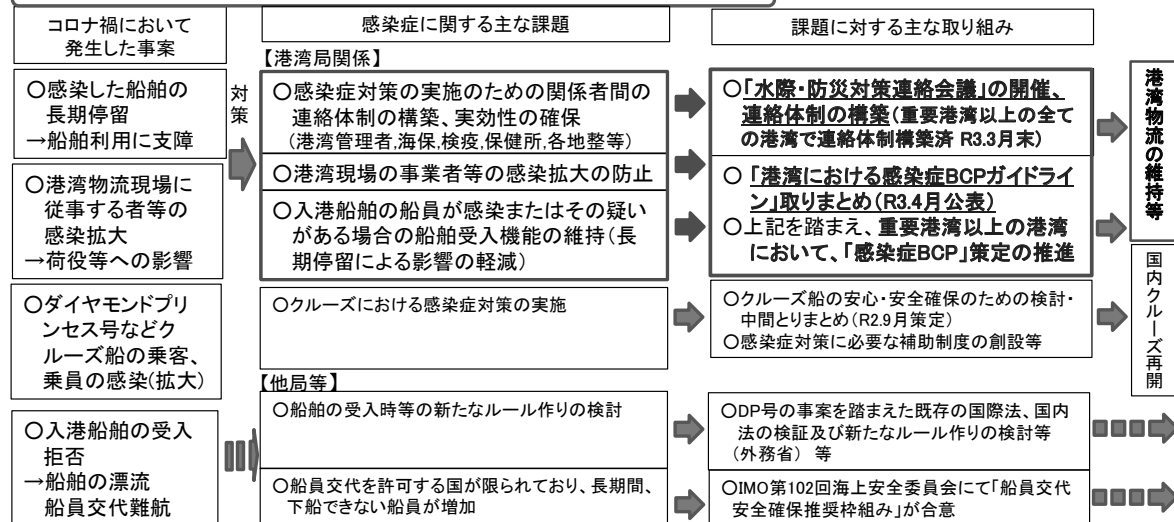 コロナ禍において
発生した事案
感染症に関する主な課題
課題に対する主な取り組み
【港湾局関係】
○感染した船舶の
長期停留
→船舶利用に支障
○港湾物流現場に
従事する者等の
感染拡大
→荷役等への影響
○ダイヤモンドプリ
ンセス号などク
ルーズ船の乗客、
乗員の感染(拡大)
○入港船舶の受入
拒否
→船舶の漂流
船員交代難航
対策
○感染症対策の実施のための関係者間の
連絡体制の構築、実効性の確保
(港湾管理者,海保,検疫,保健所,各地整等)
○港湾現場の事業者等の感染拡大の防止
○入港船舶の船員が感染またはその疑い
がある場合の船舶受入機能の維持(長
期停留による影響の軽減)
○クルーズにおける感染症対策の実施
【他局等】
○船舶の受入時等の新たなルール作りの検討
○船員交代を許可する国が限られており、長期間、
下船できない船員が増加
○「水際・防災対策連絡会議」の開催、
連絡体制の構築(重要港湾以上の全て
の港湾で連絡体制構築済 R3.3月末)
○「港湾における感染症BCPガイドライ
ン」取りまとめ(R3.4月公表)
○上記を踏まえ、重要港湾以上の港湾
において、「感染症BCP」策定の推進
○クルーズ船の安心・安全確保のための検討・
中間とりまとめ(R2.9月策定)
○感染症対策に必要な補助制度の創設等
○DP号の事案を踏まえた既存の国際法、国内
法の検証及び新たなルール作りの検討等
(外務省) 等
○IMO第102回海上安全委員会にて「船員交代
安全確保推奨枠組み」が合意
港湾物流の維持等
国内クルーズ再開